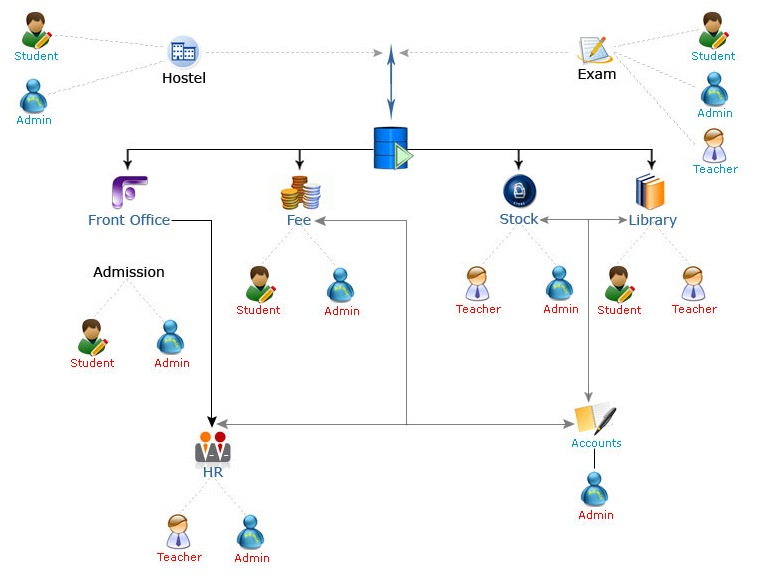 Student
Hostel
Admin
Student
Exam
Admin
Teacher
Front Office
Fee
Stock
Library
Admission
Student
Admin
Student
Admin
Teacher
Admin
Student
Teacher
HR
Accounts
Teacher
Admin
Admin